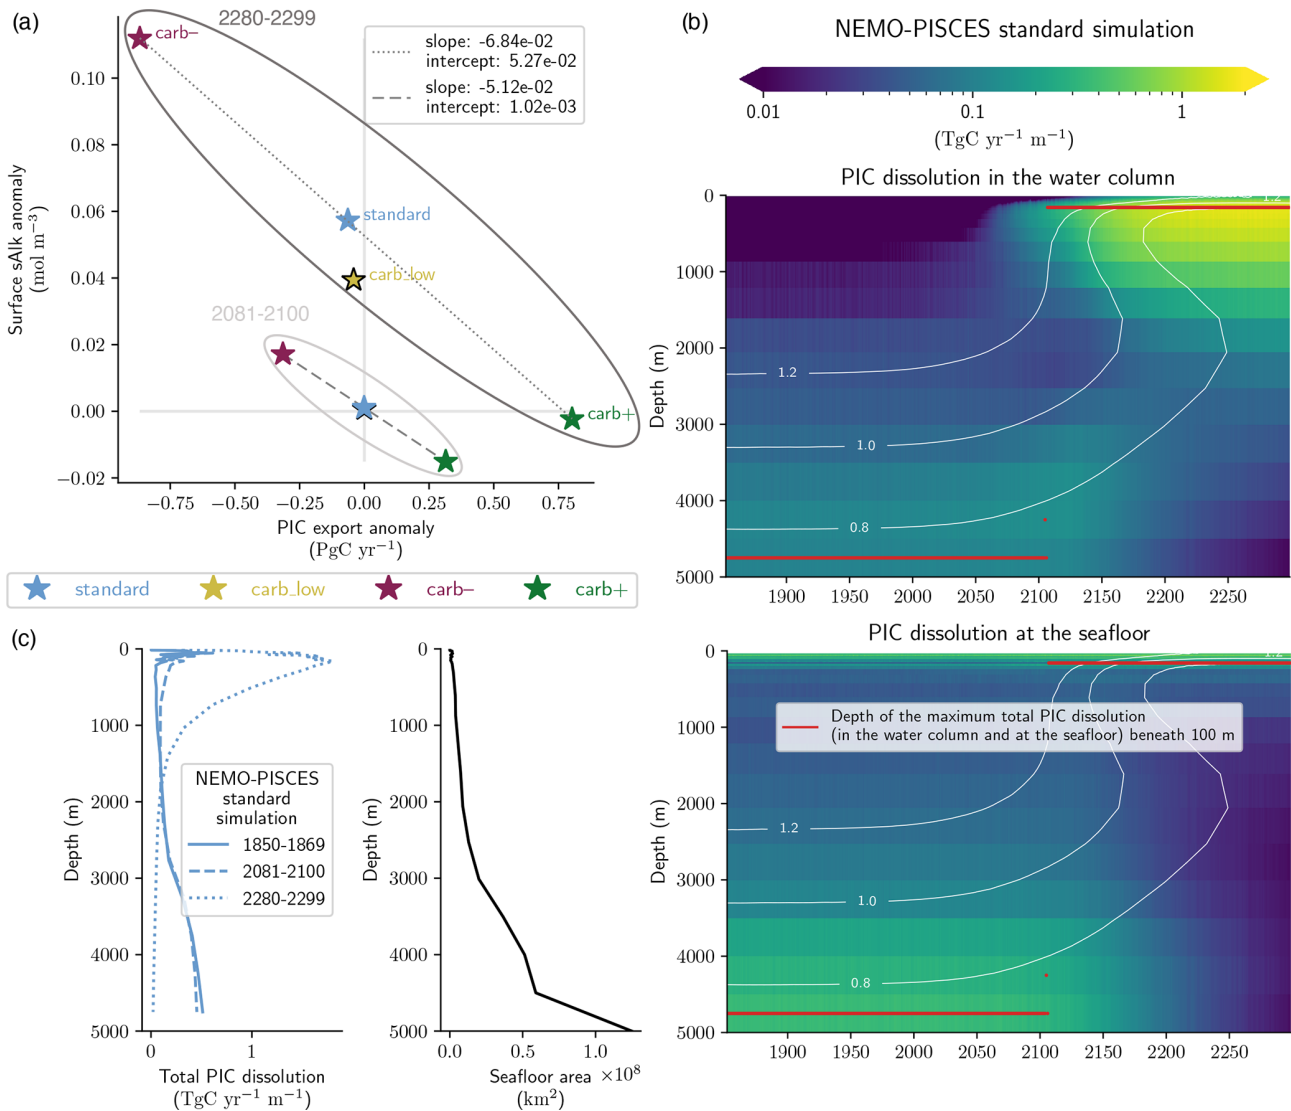 (a)
2280-2299
carb−
slope: -6.84e-02
intercept: 5.27e-02
slope: -5.12e-02
intercept: 1.02e-03
standard
carb_low
2081-2100
carb+
0.10
0.08
0.06
0.04
0.02
0.00
−0.02
Surface sAlk anomaly
(mol m⁻³)
−0.75 −0.50 −0.25 0.00 0.25 0.50 0.75
PIC export anomaly
(PgC yr⁻¹)
standard carb_low carb− carb+
(b)
NEMO-PISCES standard simulation
0.01 0.1 1
(TgC yr⁻¹ m⁻¹)
PIC dissolution in the water column
0
1000
2000
3000
4000
5000
Depth (m)
1.2
1.2
1.0
0.8
1900 1950 2000 2050 2100 2150 2200 2250
PIC dissolution at the seafloor
0
1000
2000
3000
4000
5000
Depth (m)
1.2
Depth of the maximum total PIC dissolution
(in the water column and at the seafloor) beneath 100 m
1.2
1.0
0.8
1900 1950 2000 2050 2100 2150 2200 2250
(c)
0
1000
2000
3000
4000
5000
Depth (m)
NEMO-PISCES
standard
simulation
1850-1869
2081-2100
2280-2299
0 1
Total PIC dissolution
(TgC yr⁻¹ m⁻¹)
0
1000
2000
3000
4000
5000
Depth (m)
0.0 0.5 1.0
Seafloor area ×10⁸
(km²)